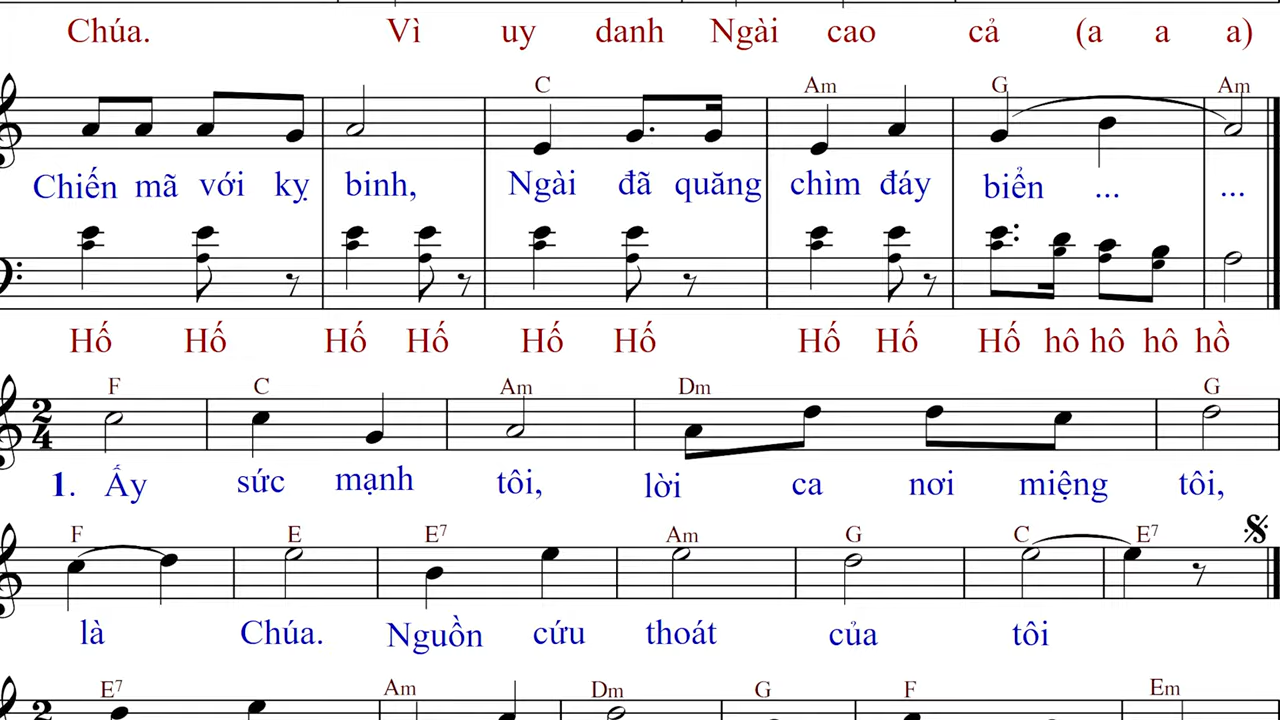 Chúa. Vì uy danh Ngài cao cả (a a a)
C Am G Am
Chiến mã với kỵ binh, Ngài đã quăng chìm đáy biển ... ...
Hố Hố Hố Hố Hố Hố Hố Hố Hố hô hô hô hồ
F C Am Dm G
2 4
1. Ấy sức mạnh tôi, lời ca nơi miệng tôi,
F E E7 Am G C E7
là Chúa. Nguồn cứu thoát của tôi
E7 Am Dm G F Em
2